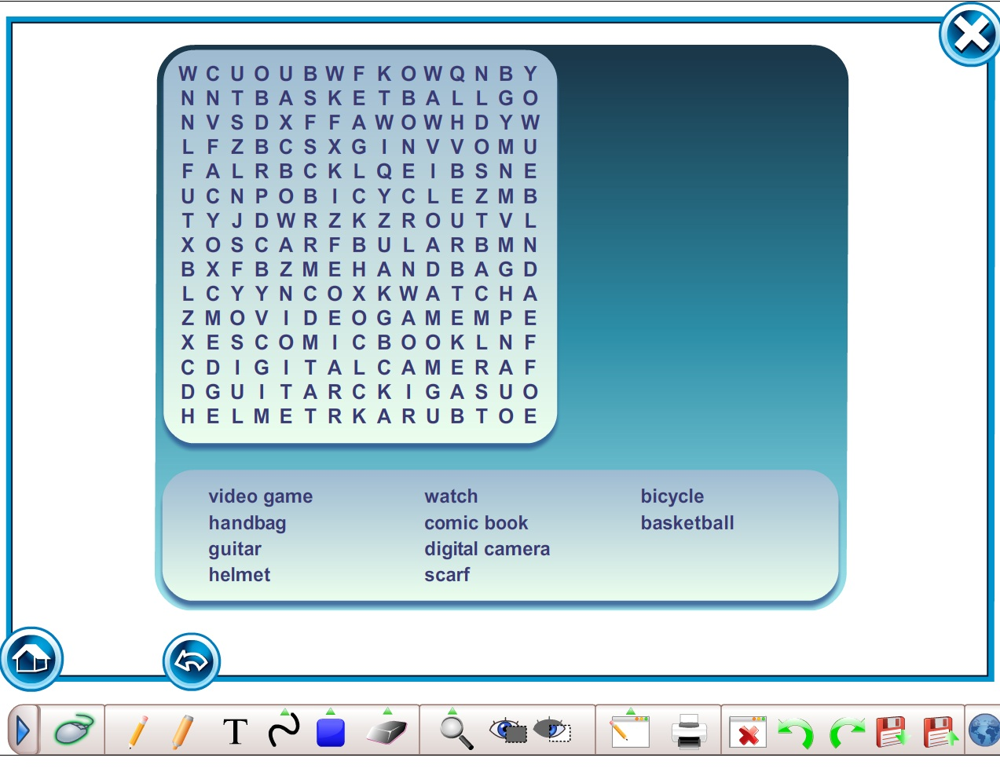 W C U O U B W F K O W Q N B Y
N N T B A S K E T B A L L G O
N V S D X F F A W O W H D Y W
L F Z B C S X G I N V V O M U
F A L R B C K L Q E I B S N E
U C N P O B I C Y C L E Z M B
T Y J D W R Z K Z R O U T V L
X O S C A R F B U L A R B M N
B X F B Z M E H A N D B A G D
L C Y Y N C O X K W A T C H A
Z M O V I D E O G A M E M P E
X E S C O M I C B O O K L N F
C D I G I T A L C A M E R A F
D G U I T A R C K I G A S U O
H E L M E T R K A R U B T O E
video game watch bicycle
handbag comic book basketball
guitar digital camera
helmet scarf
T